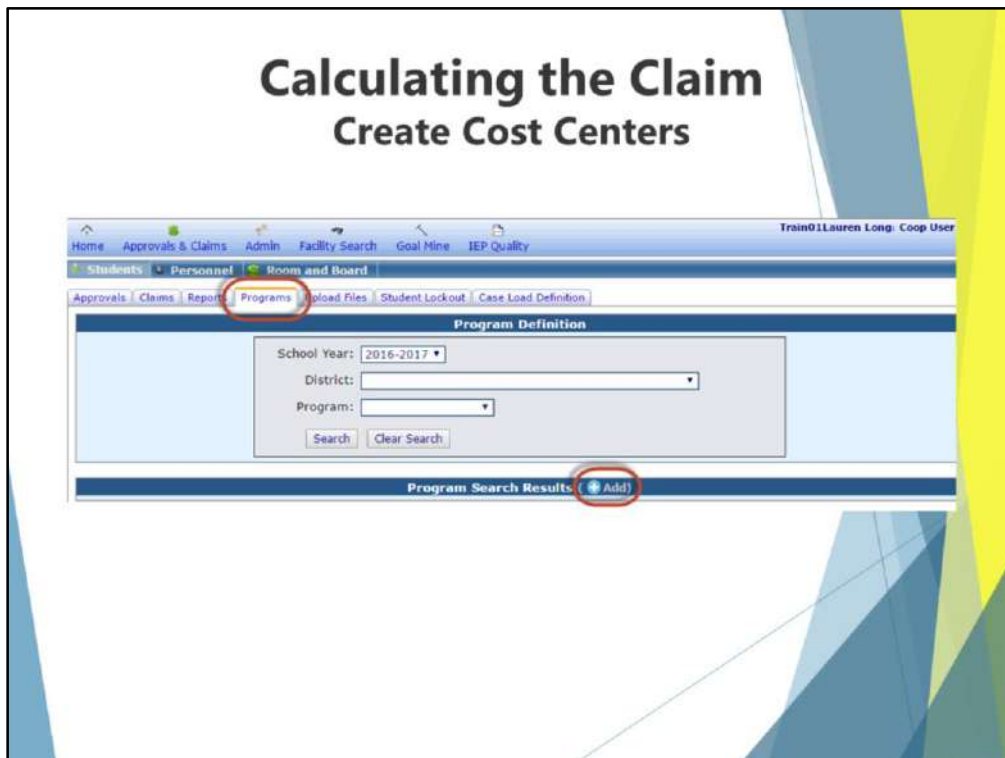 Calculating the Claim
Create Cost Centers
Train01Lauren Long: Coop User
Home Approvals & Claims Admin Facility Search Goal Mine IEP Quality
Students Personnel Room and Board
Approvals Claims Reports Programs Upload Files Student Lockout Case Load Definition
Program Definition
School Year: 2016-2017
District:
Program:
Search Clear Search
Program Search Results ( Add)